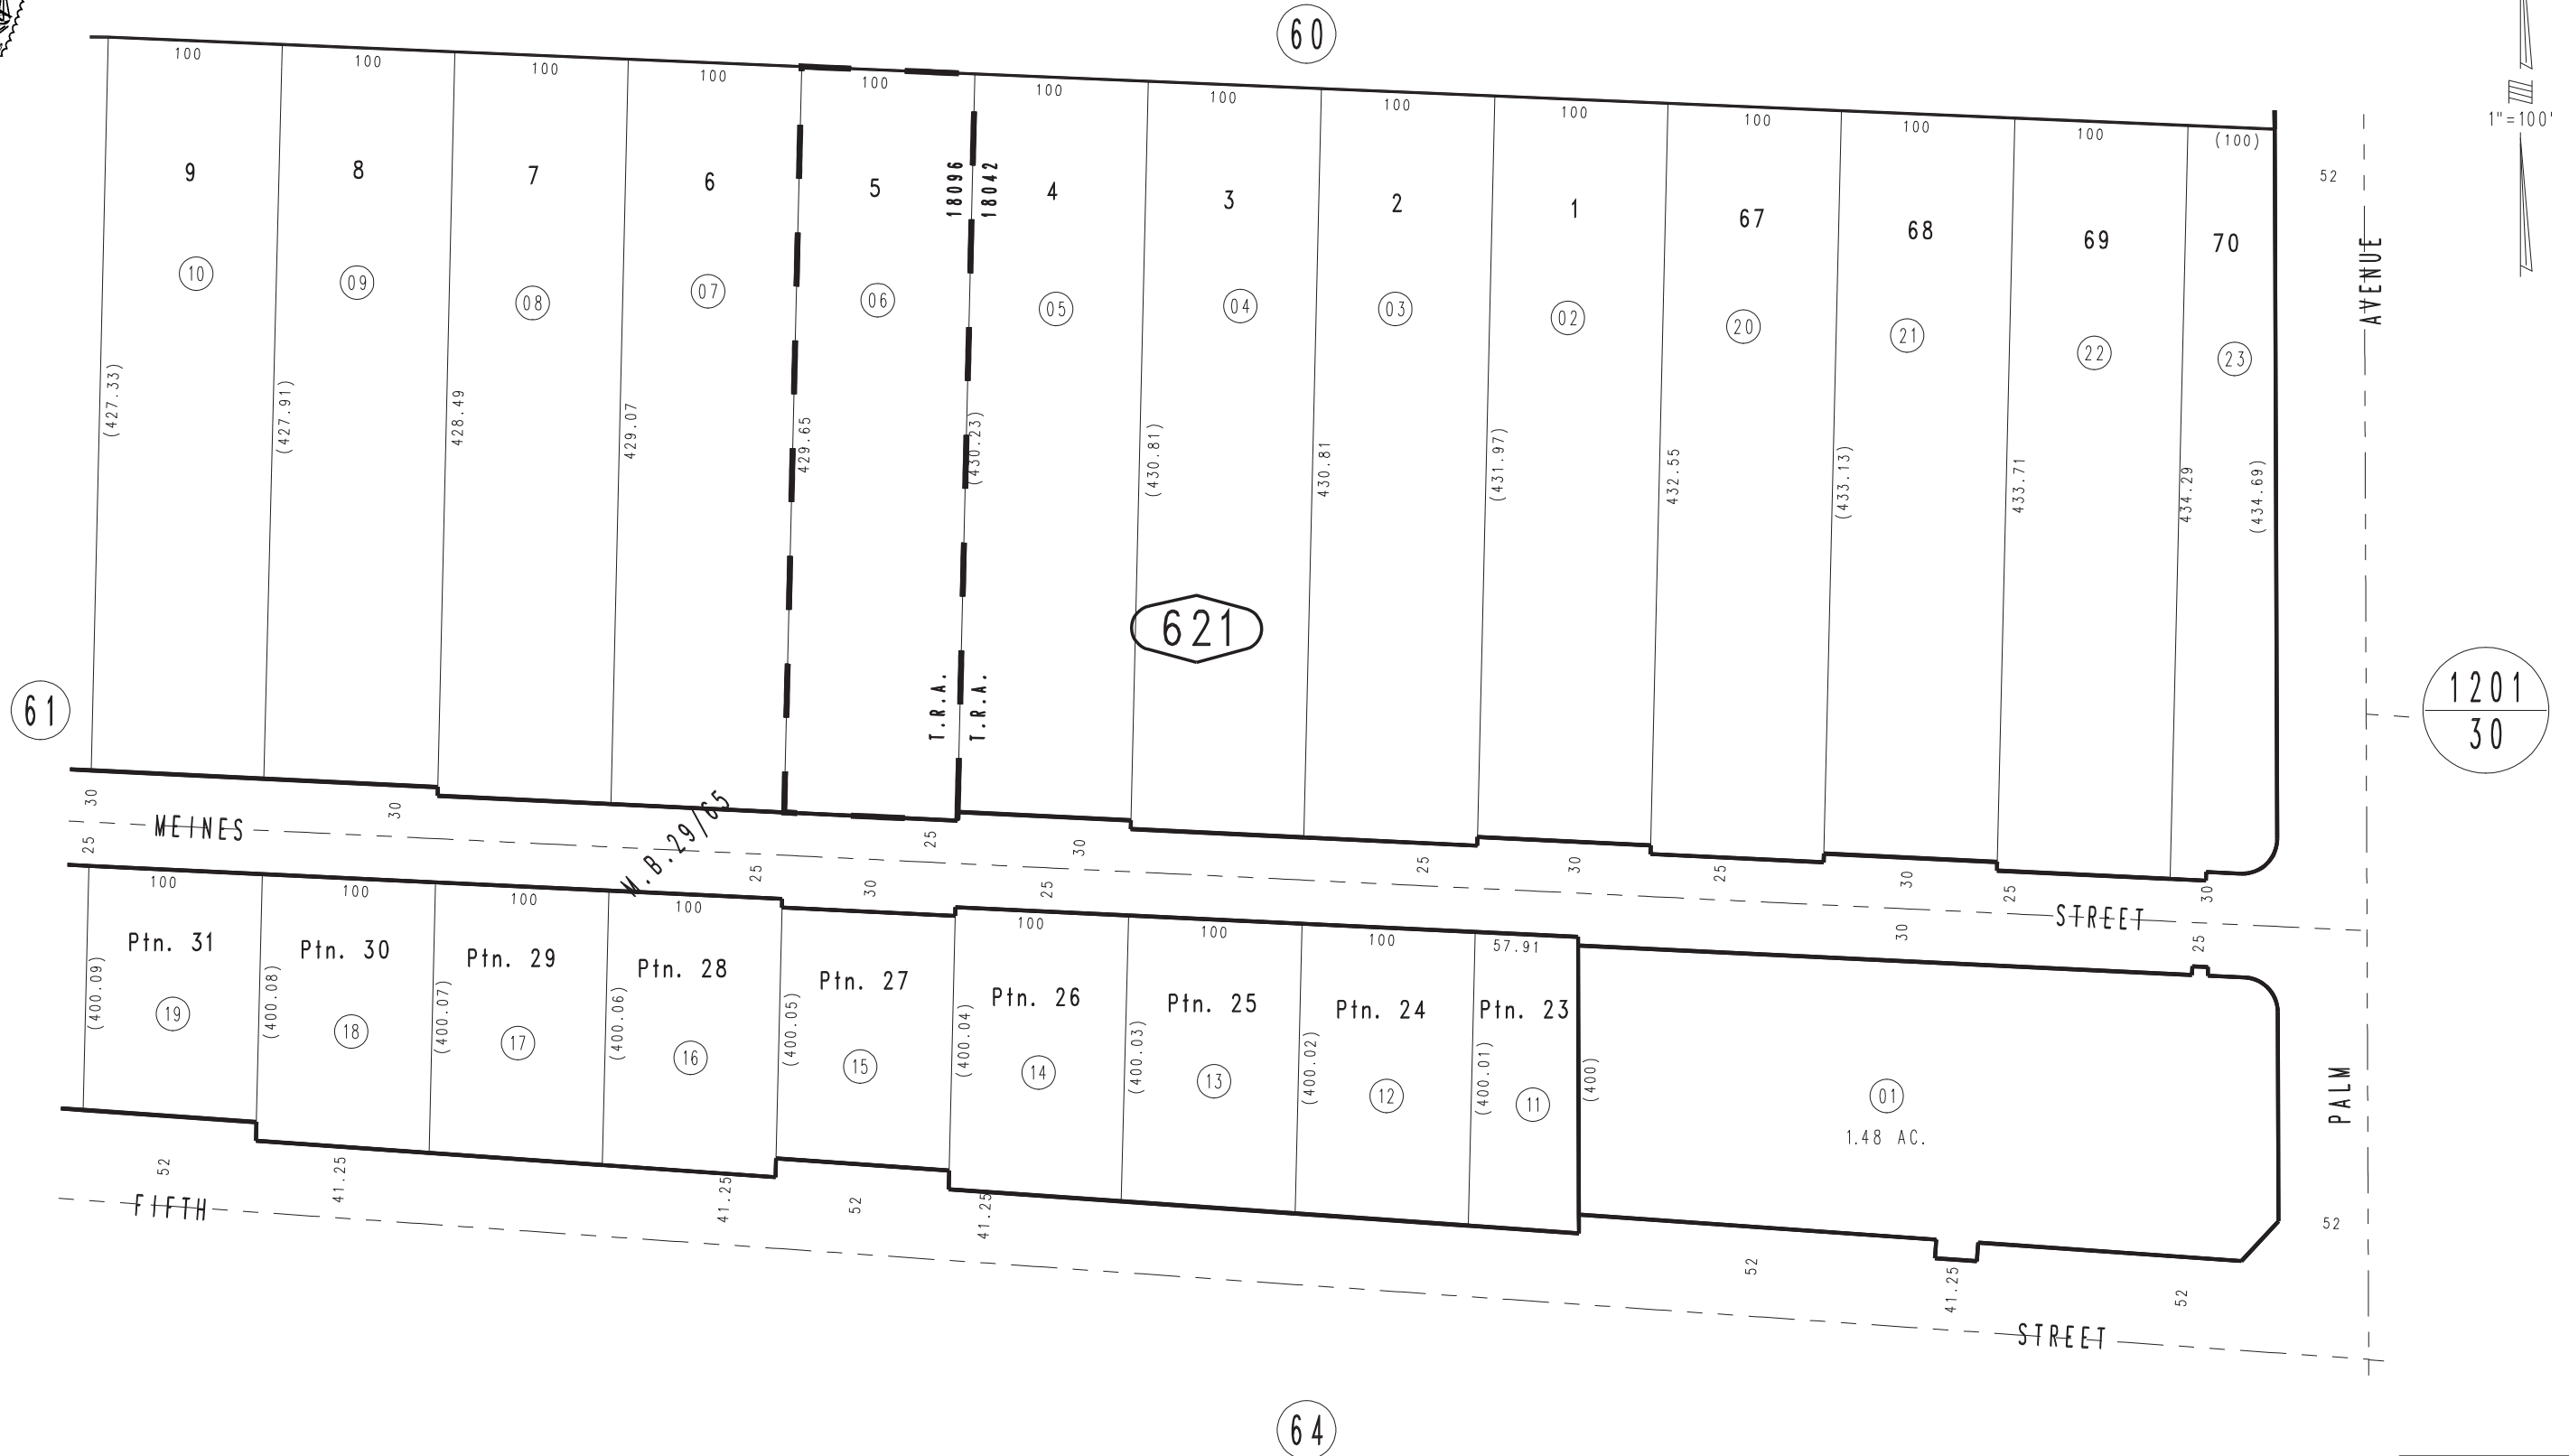 60
1"=100'
100 100 100 100 100 100 100 100 100 100 100 100 (100)
52
9 8 7 6 5 4 3 2 1 67 68 69 70
18096
18042
AVENUE
10 09 08 07 06 05 04 03 02 20 21 22 23
(427.33) (427.91) 428.49 429.07 429.65 (430.23) (430.81) 430.81 (431.97) 432.55 (433.13) 433.71 434.29 (434.69)
621
T.R.A.
T.R.A.
61
1201
30
30 30 25 30 25 30 25 30 25 30
MEINES
M.B.29/65
STREET
25 25 30 25 30 25
100 100 100 100 100 100 100 57.91
Ptn. 31 Ptn. 30 Ptn. 29 Ptn. 28 Ptn. 27 Ptn. 26 Ptn. 25 Ptn. 24 Ptn. 23
(400.09) (400.08) (400.07) (400.06) (400.05) (400.04) (400.03) (400.02) (400.01) (400)
19 18 17 16 15 14 13 12 11 01
1.48 AC.
PALM
52 41.25 41.25 52 41.25 52 41.25 52 52
FIFTH
STREET
64